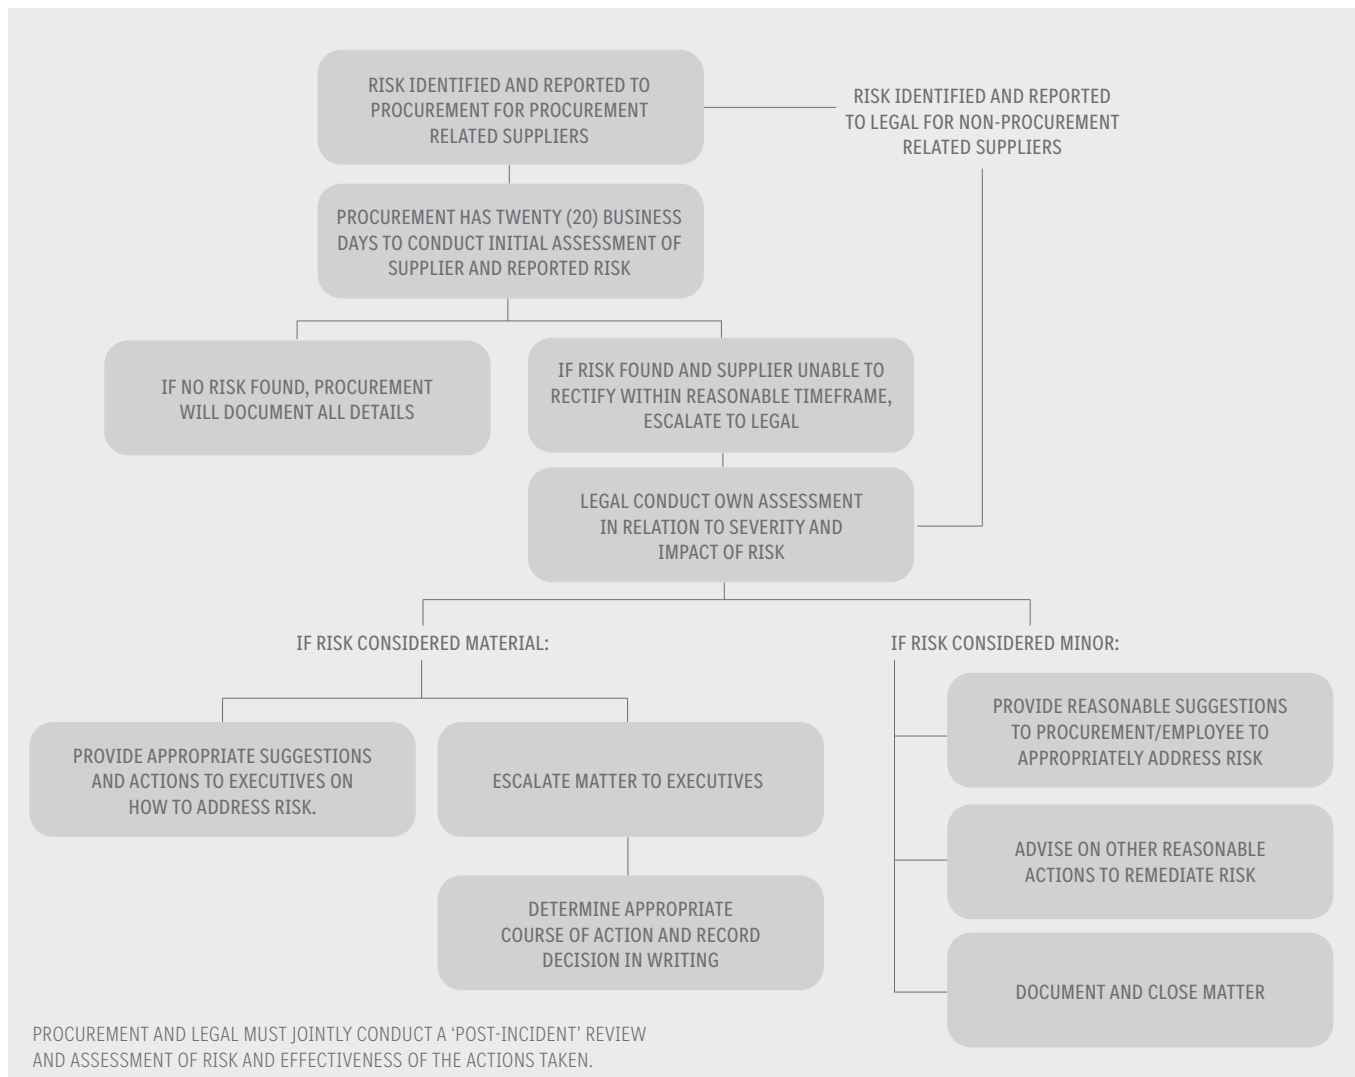 RISK IDENTIFIED AND REPORTED TO
PROCUREMENT FOR PROCUREMENT
RELATED SUPPLIERS
RISK IDENTIFIED AND REPORTED
TO LEGAL FOR NON-PROCUREMENT
RELATED SUPPLIERS
PROCUREMENT HAS TWENTY (20) BUSINESS
DAYS TO CONDUCT INITIAL ASSESSMENT OF
SUPPLIER AND REPORTED RISK
IF NO RISK FOUND, PROCUREMENT
WILL DOCUMENT ALL DETAILS
IF RISK FOUND AND SUPPLIER UNABLE TO
RECTIFY WITHIN REASONABLE TIMEFRAME,
ESCALATE TO LEGAL
LEGAL CONDUCT OWN ASSESSMENT
IN RELATION TO SEVERITY AND
IMPACT OF RISK
IF RISK CONSIDERED MATERIAL:
PROVIDE APPROPRIATE SUGGESTIONS
AND ACTIONS TO EXECUTIVES ON
HOW TO ADDRESS RISK.
ESCALATE MATTER TO EXECUTIVES
DETERMINE APPROPRIATE
COURSE OF ACTION AND RECORD
DECISION IN WRITING
IF RISK CONSIDERED MINOR:
PROVIDE REASONABLE SUGGESTIONS
TO PROCUREMENT/EMPLOYEE TO
APPROPRIATELY ADDRESS RISK
ADVISE ON OTHER REASONABLE
ACTIONS TO REMEDIATE RISK
DOCUMENT AND CLOSE MATTER
PROCUREMENT AND LEGAL MUST JOINTLY CONDUCT A ‘POST-INCIDENT’ REVIEW
AND ASSESSMENT OF RISK AND EFFECTIVENESS OF THE ACTIONS TAKEN.